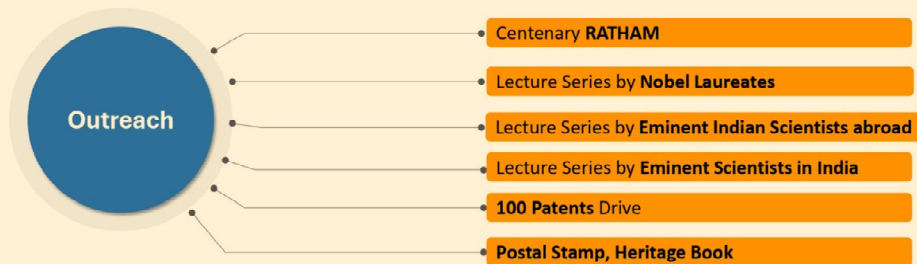 Outreach
Centenary RATHAM
Lecture Series by Nobel Laureates
Lecture Series by Eminent Indian Scientists abroad
Lecture Series by Eminent Scientists in India
100 Patents Drive
Postal Stamp, Heritage Book